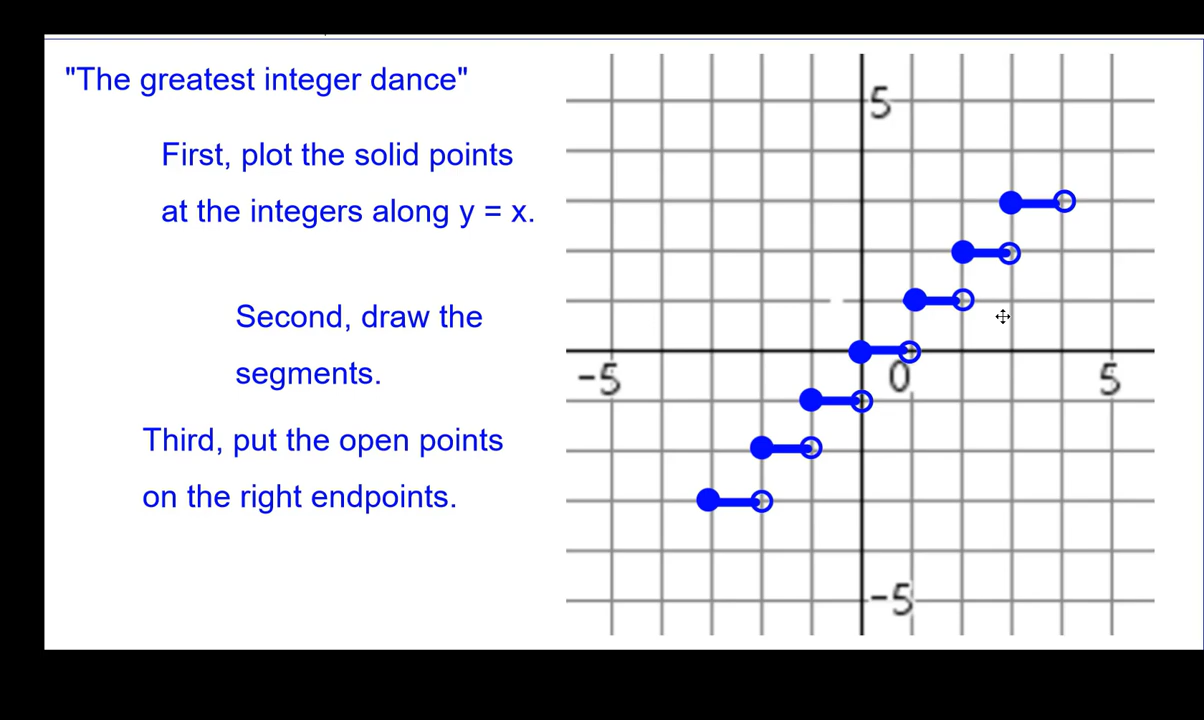 "The greatest integer dance"
First, plot the solid points
at the integers along y = x.
Second, draw the
segments.
Third, put the open points
on the right endpoints.
5
-5
0
5
-5